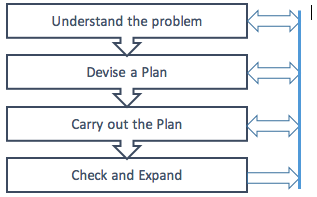 Understand the problem
Devise a Plan
Carry out the Plan
Check and Expand